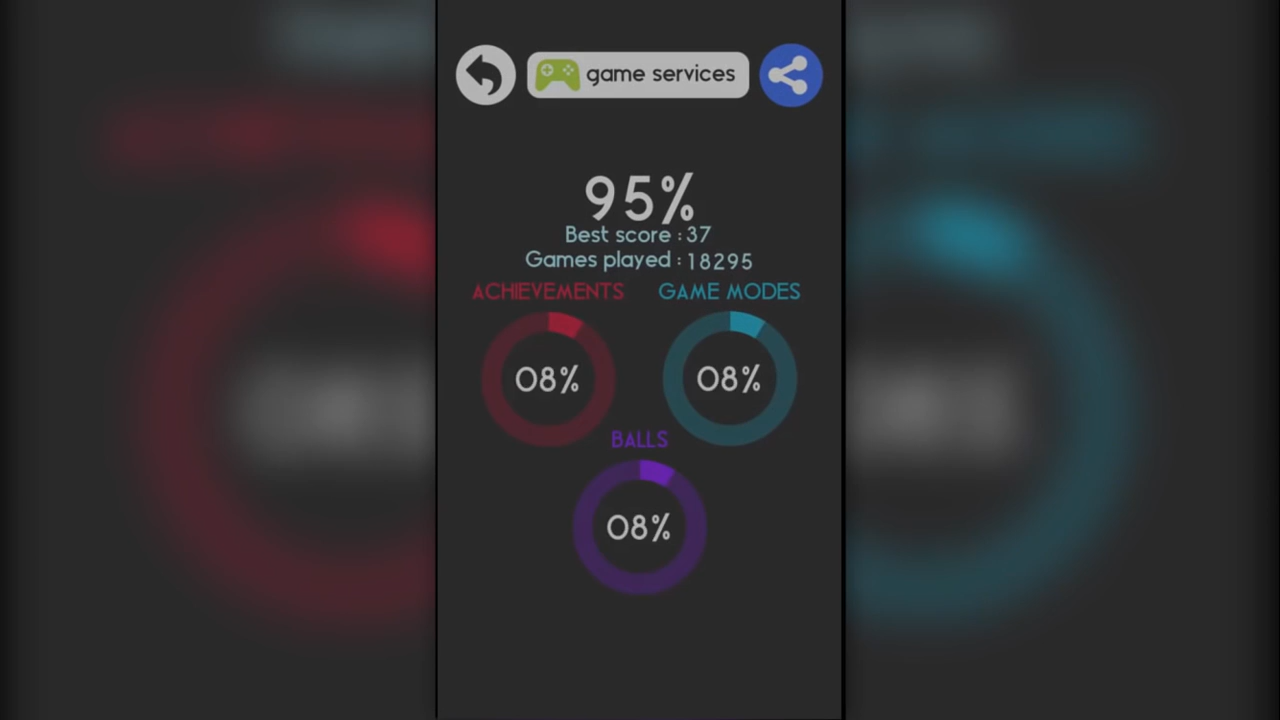 game services
95%
Best score : 37
Games played : 18295
ACHIEVEMENTS GAME MODES
08% 08%
BALLS
08%